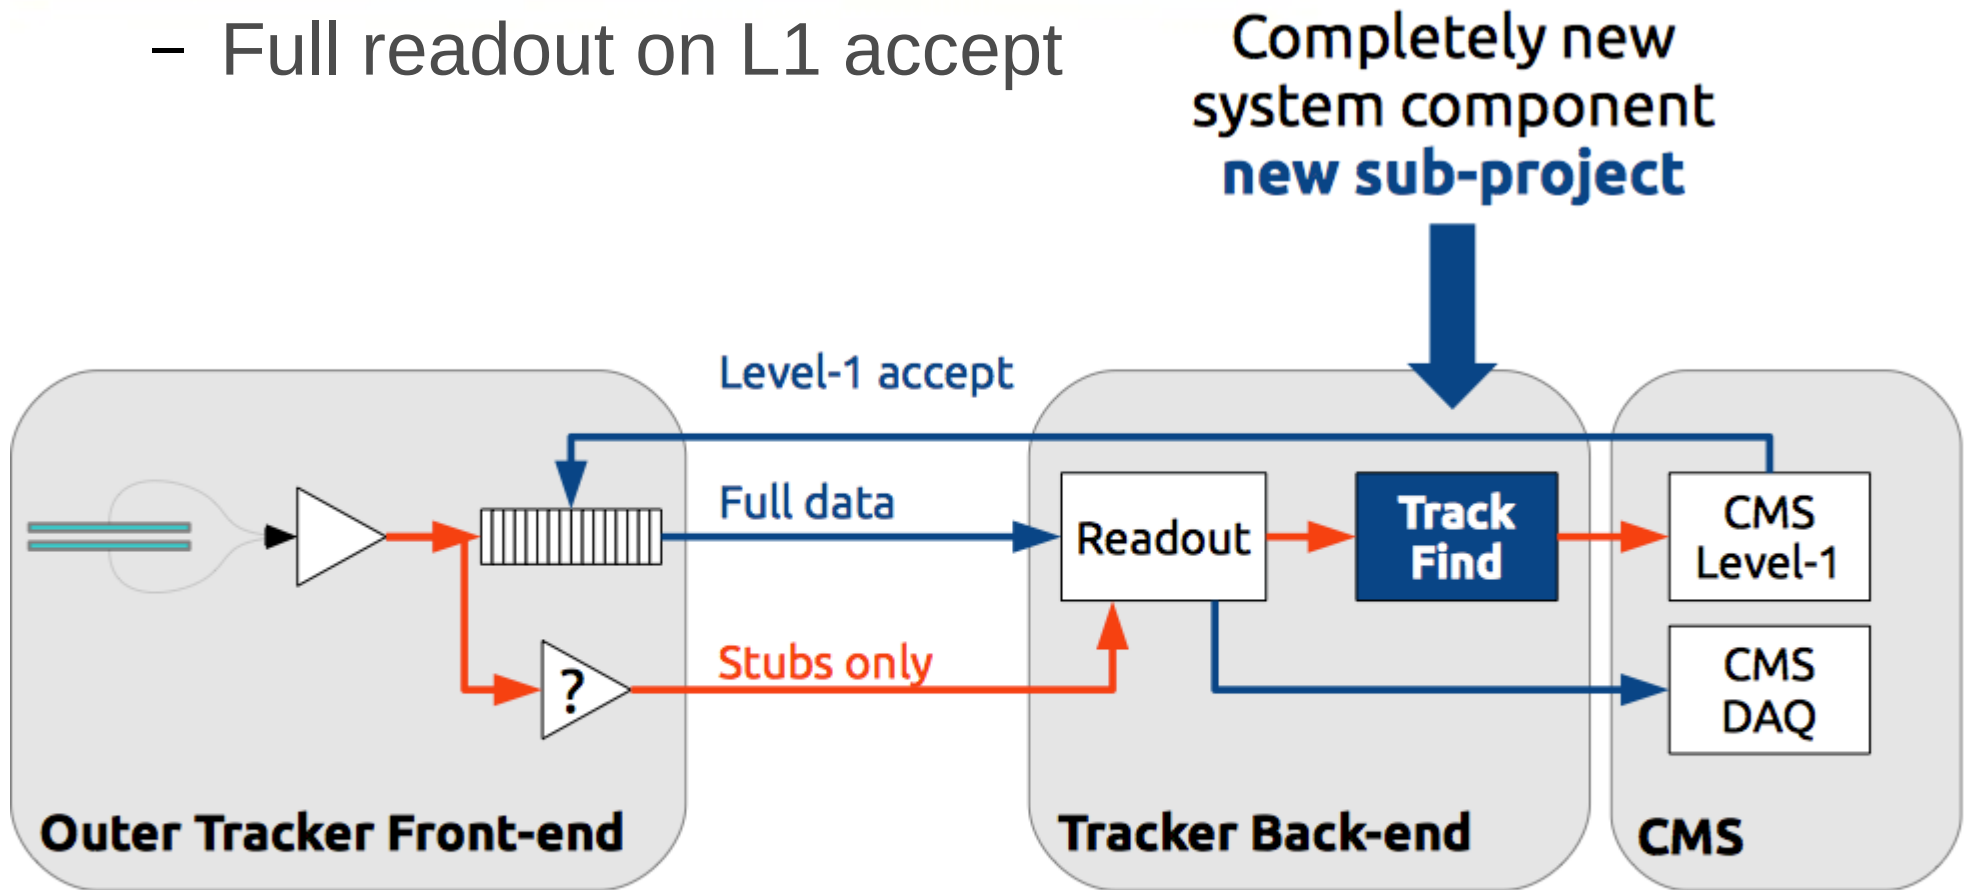 – Full readout on L1 accept
Completely new
system component
new sub-project
Level-1 accept
Full data
Readout
Track
Find
CMS
Level-1
Stubs only
?
CMS
DAQ
Outer Tracker Front-end
Tracker Back-end
CMS